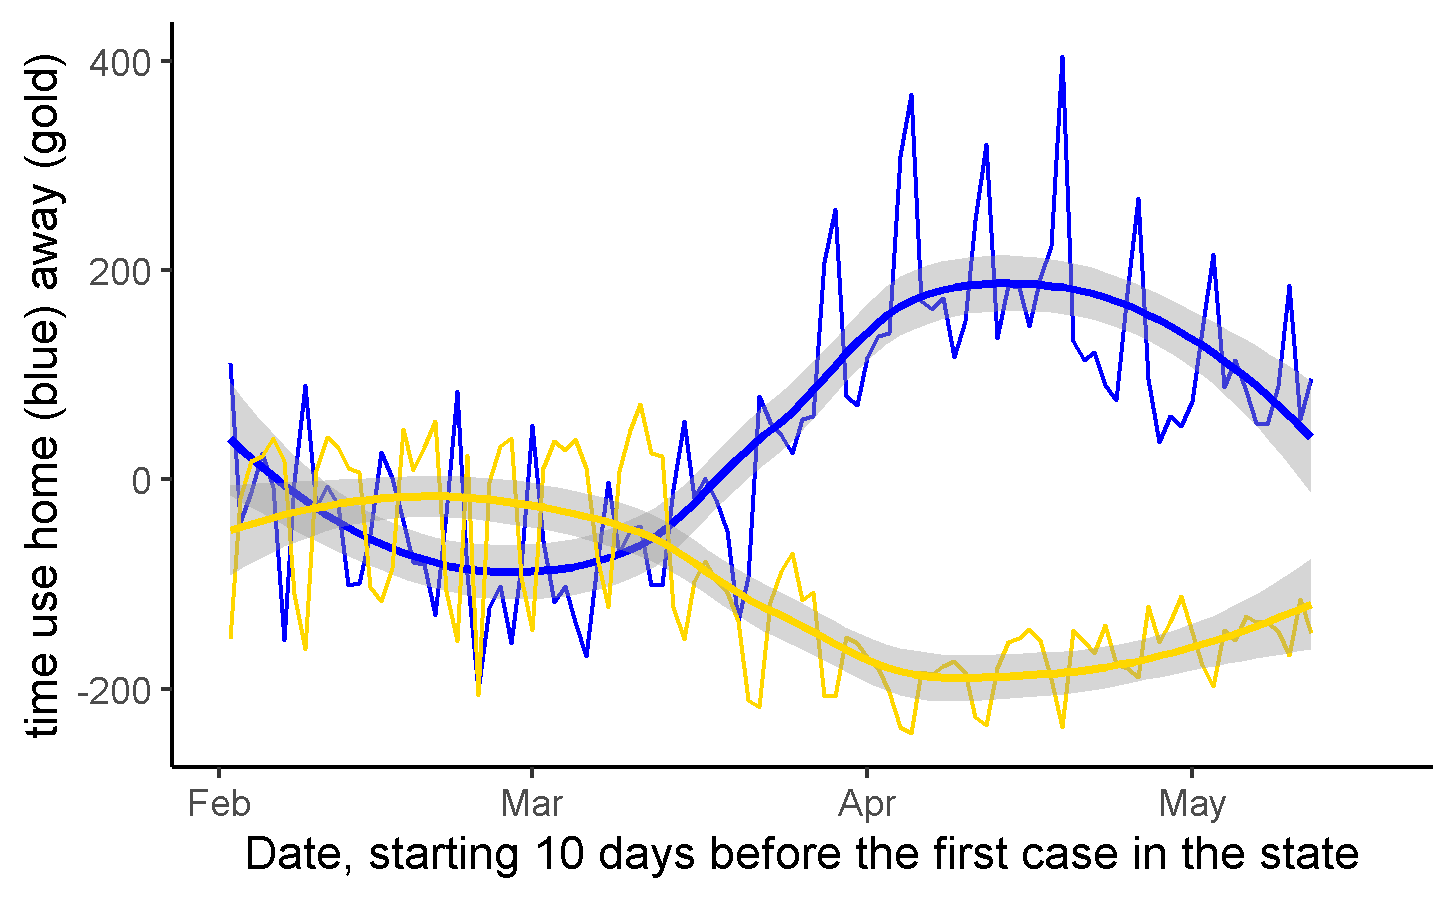 time use home (blue) away (gold)
400
200
0
-200
Feb
Mar
Apr
May
Date, starting 10 days before the first case in the state